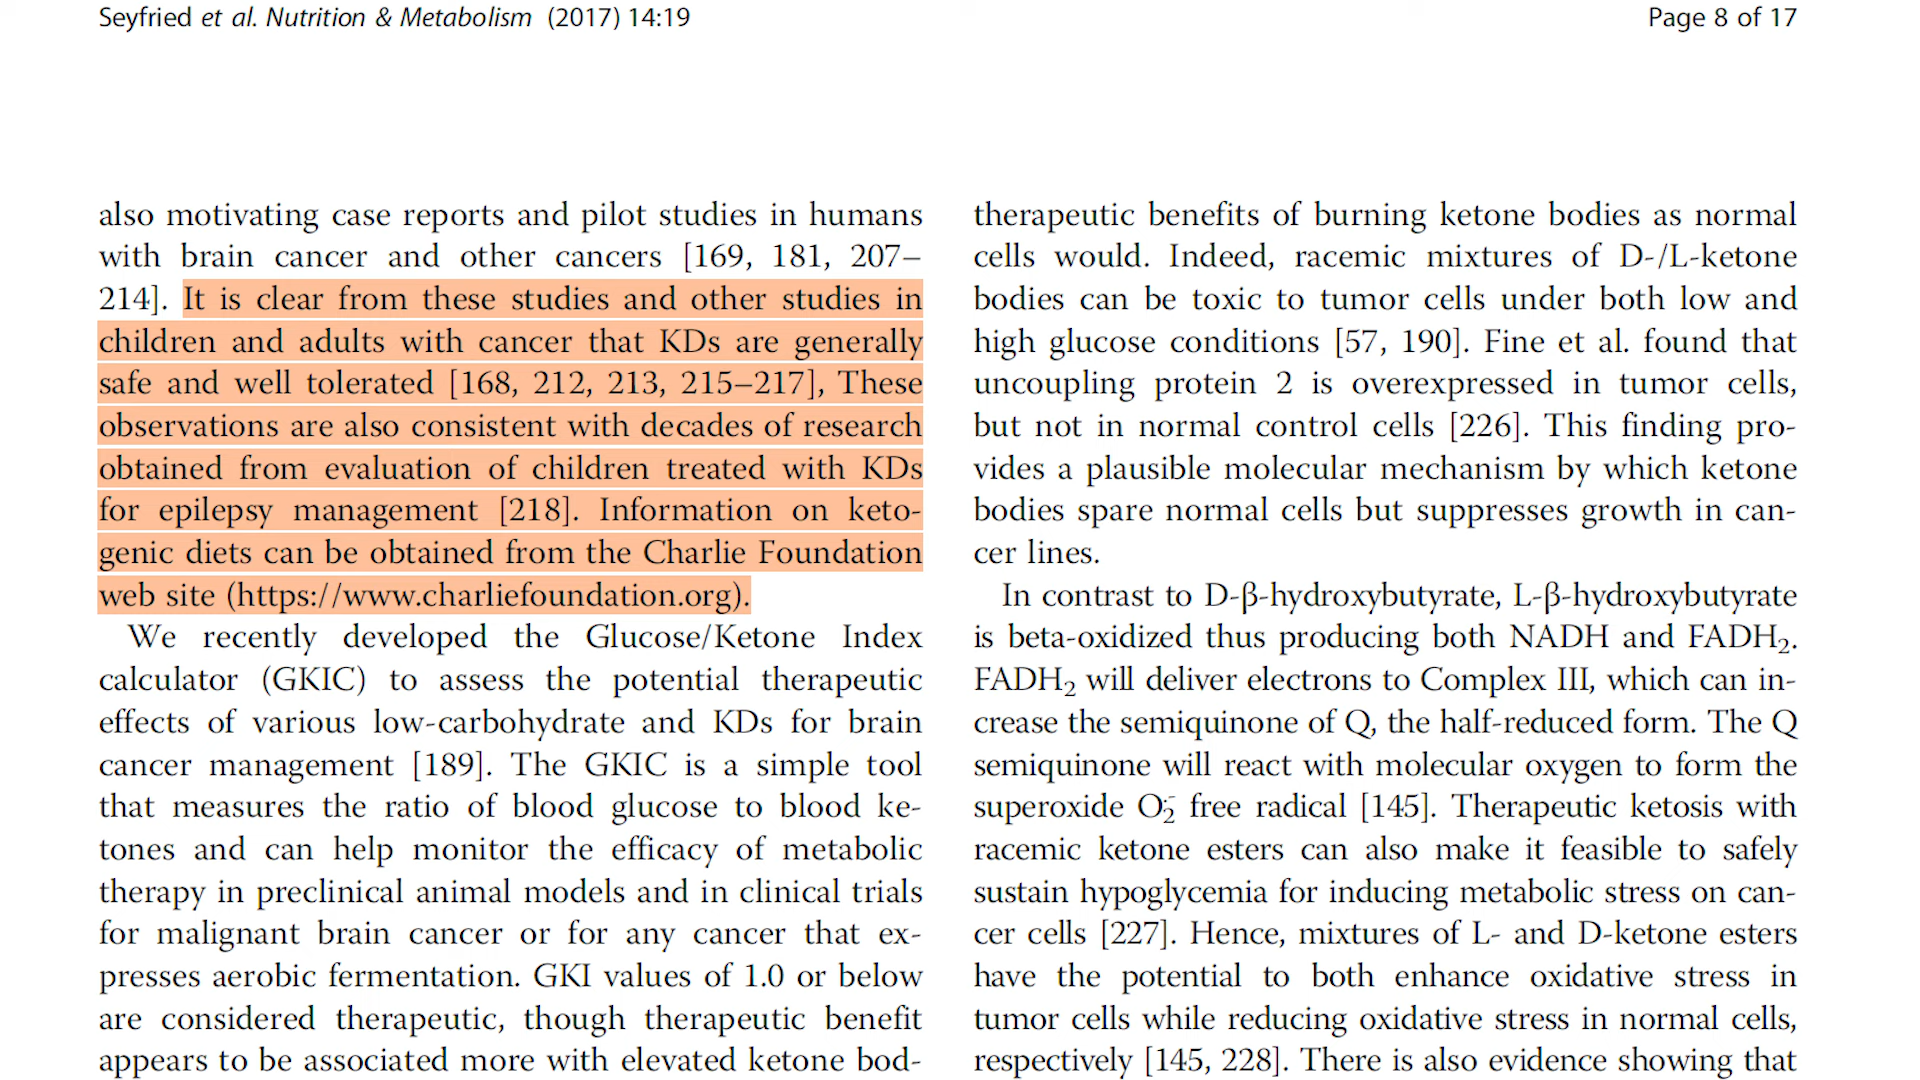 Seyfried et al. Nutrition & Metabolism (2017) 14:19
Page 8 of 17
also motivating case reports and pilot studies in humans
with brain cancer and other cancers [169, 181, 207–
214]. It is clear from these studies and other studies in
children and adults with cancer that KDs are generally
safe and well tolerated [168, 212, 213, 215–217], These
observations are also consistent with decades of research
obtained from evaluation of children treated with KDs
for epilepsy management [218]. Information on keto-
genic diets can be obtained from the Charlie Foundation
web site (https://www.charliefoundation.org).
We recently developed the Glucose/Ketone Index
calculator (GKIC) to assess the potential therapeutic
effects of various low-carbohydrate and KDs for brain
cancer management [189]. The GKIC is a simple tool
that measures the ratio of blood glucose to blood ke-
tones and can help monitor the efficacy of metabolic
therapy in preclinical animal models and in clinical trials
for malignant brain cancer or for any cancer that ex-
presses aerobic fermentation. GKI values of 1.0 or below
are considered therapeutic, though therapeutic benefit
appears to be associated more with elevated ketone bod-
therapeutic benefits of burning ketone bodies as normal
cells would. Indeed, racemic mixtures of D-/L-ketone
bodies can be toxic to tumor cells under both low and
high glucose conditions [57, 190]. Fine et al. found that
uncoupling protein 2 is overexpressed in tumor cells,
but not in normal control cells [226]. This finding pro-
vides a plausible molecular mechanism by which ketone
bodies spare normal cells but suppresses growth in can-
cer lines.
In contrast to D-β-hydroxybutyrate, L-β-hydroxybutyrate
is beta-oxidized thus producing both NADH and FADH₂.
FADH₂ will deliver electrons to Complex III, which can in-
crease the semiquinone of Q, the half-reduced form. The Q
semiquinone will react with molecular oxygen to form the
superoxide O₂⁻ free radical [145]. Therapeutic ketosis with
racemic ketone esters can also make it feasible to safely
sustain hypoglycemia for inducing metabolic stress on can-
cer cells [227]. Hence, mixtures of L- and D-ketone esters
have the potential to both enhance oxidative stress in
tumor cells while reducing oxidative stress in normal cells,
respectively [145, 228]. There is also evidence showing that